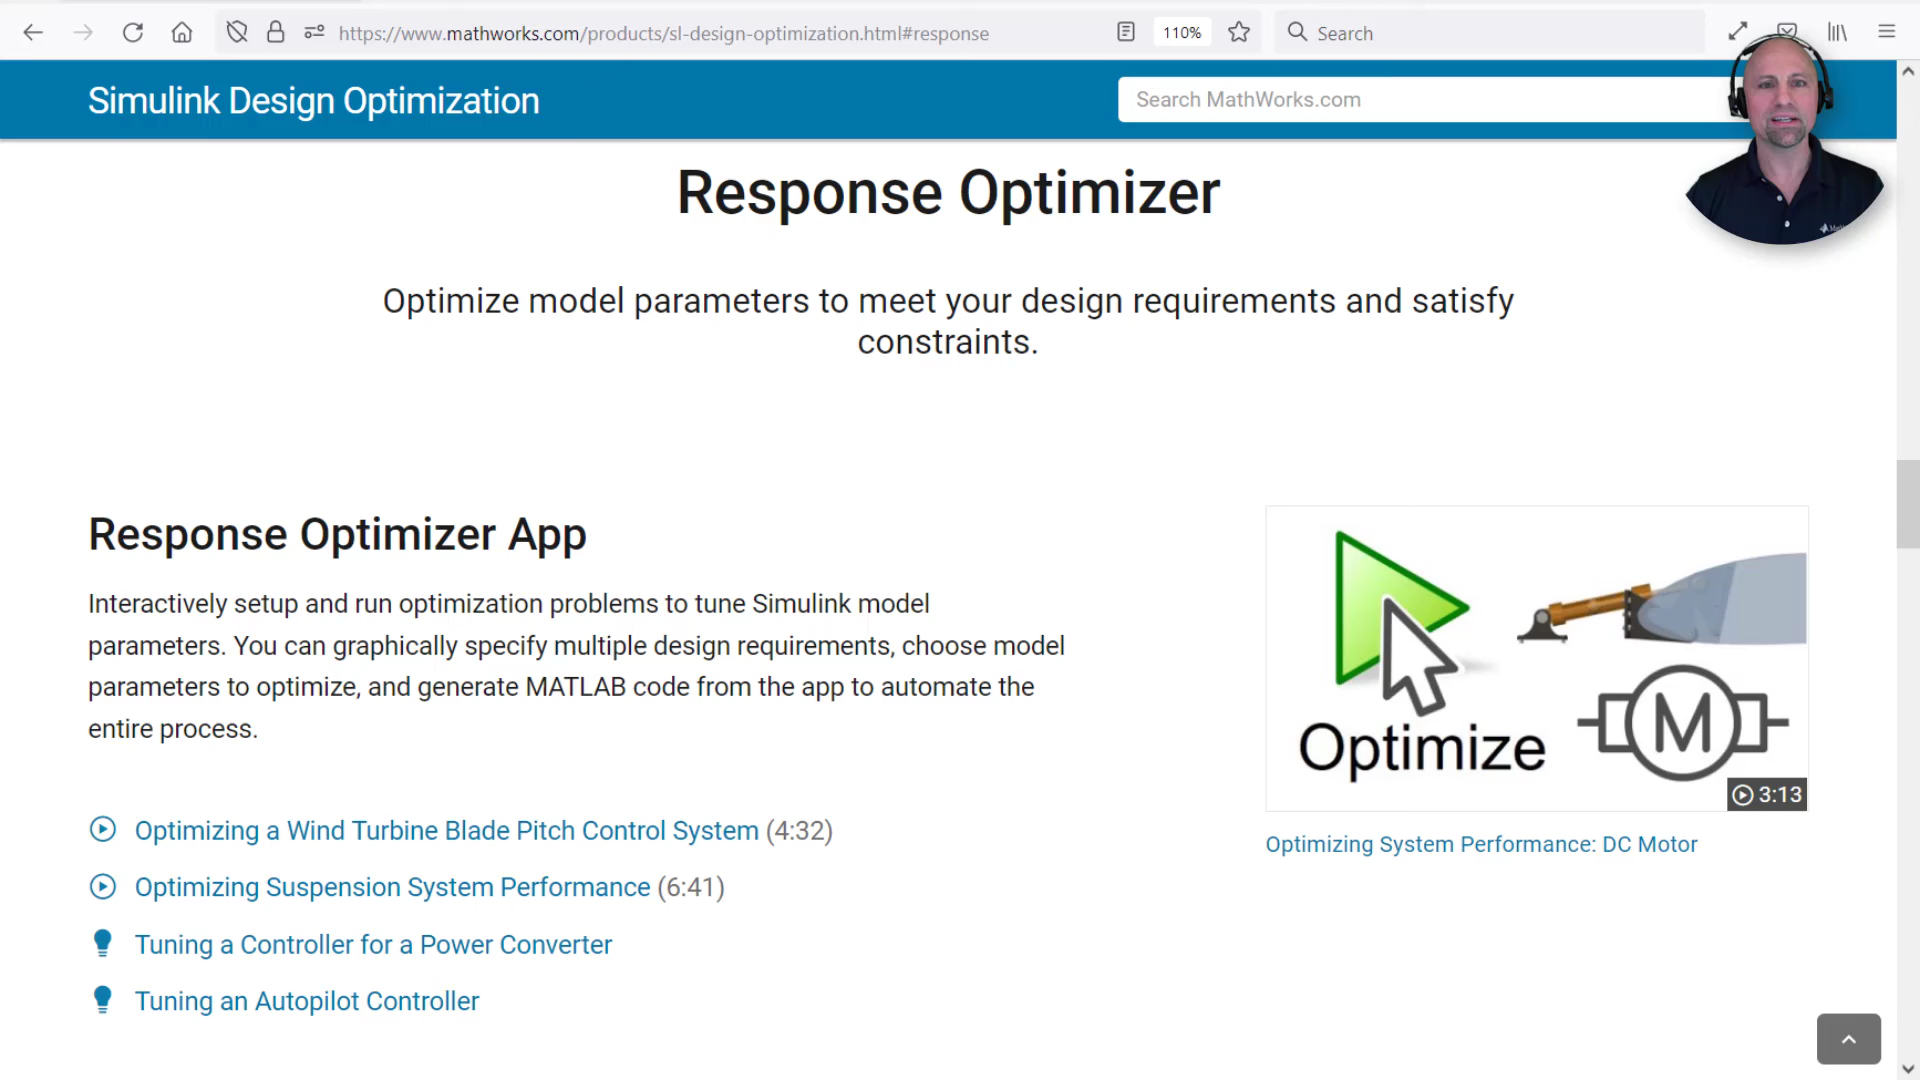 https://www.mathworks.com/products/sl-design-optimization.html#response
110%
Search
Simulink Design Optimization
Search MathWorks.com
Response Optimizer
Optimize model parameters to meet your design requirements and satisfy
constraints.
Response Optimizer App
Interactively setup and run optimization problems to tune Simulink model
parameters. You can graphically specify multiple design requirements, choose model
parameters to optimize, and generate MATLAB code from the app to automate the
entire process.
Optimizing a Wind Turbine Blade Pitch Control System (4:32)
Optimizing Suspension System Performance (6:41)
Tuning a Controller for a Power Converter
Tuning an Autopilot Controller
Optimize
M
3:13
Optimizing System Performance: DC Motor